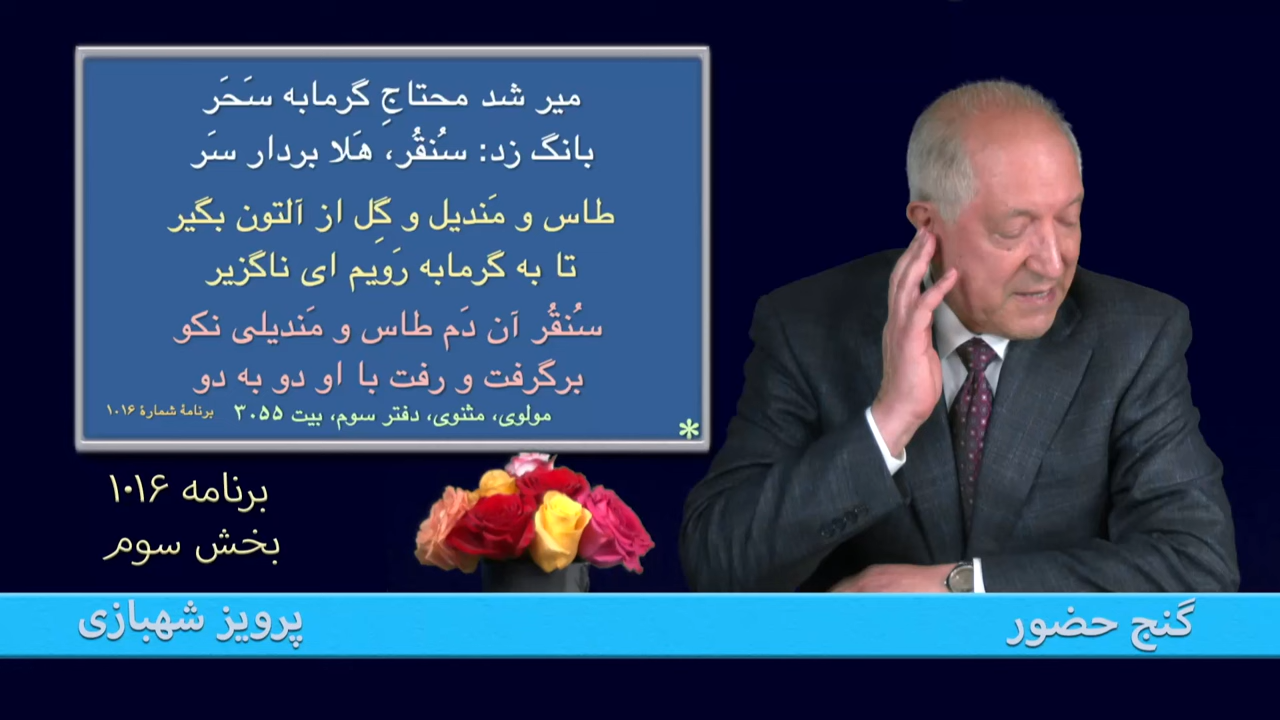 میر شد محتاجِ گرمابه سَحَر
بانگ زد: سُنقُر، هَلا بردار سَر
طاس و مَندیل و گِل از آلتون بگیر
تا به گرمابه رَویم ای ناگزیر
سُنقُر آن دَم طاس و مَندیلی نکو
برگرفت و رفت با او دو به دو
مولوی، مثنوی، دفتر سوم، بیت ۳۰۵۵
برنامهٔ شمارهٔ ۱۰۱۶
*
برنامه ۱۰۱۶
بخش سوم
گنج حضور
پرویز شهبازی